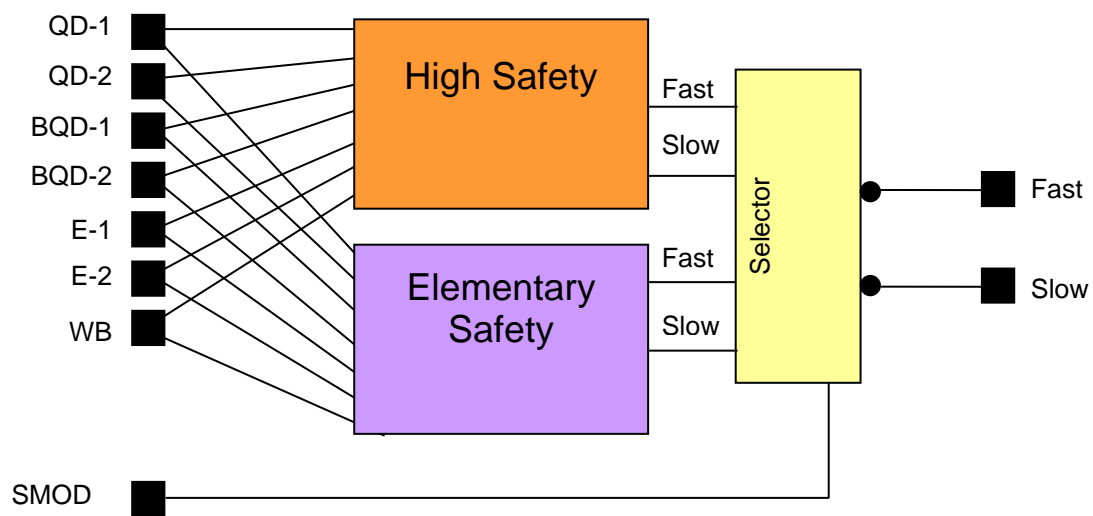 QD-1
QD-2
BQD-1
BQD-2
E-1
E-2
WB
SMOD
High Safety
Elementary
Safety
Fast
Slow
Fast
Slow
Selector
Fast
Slow